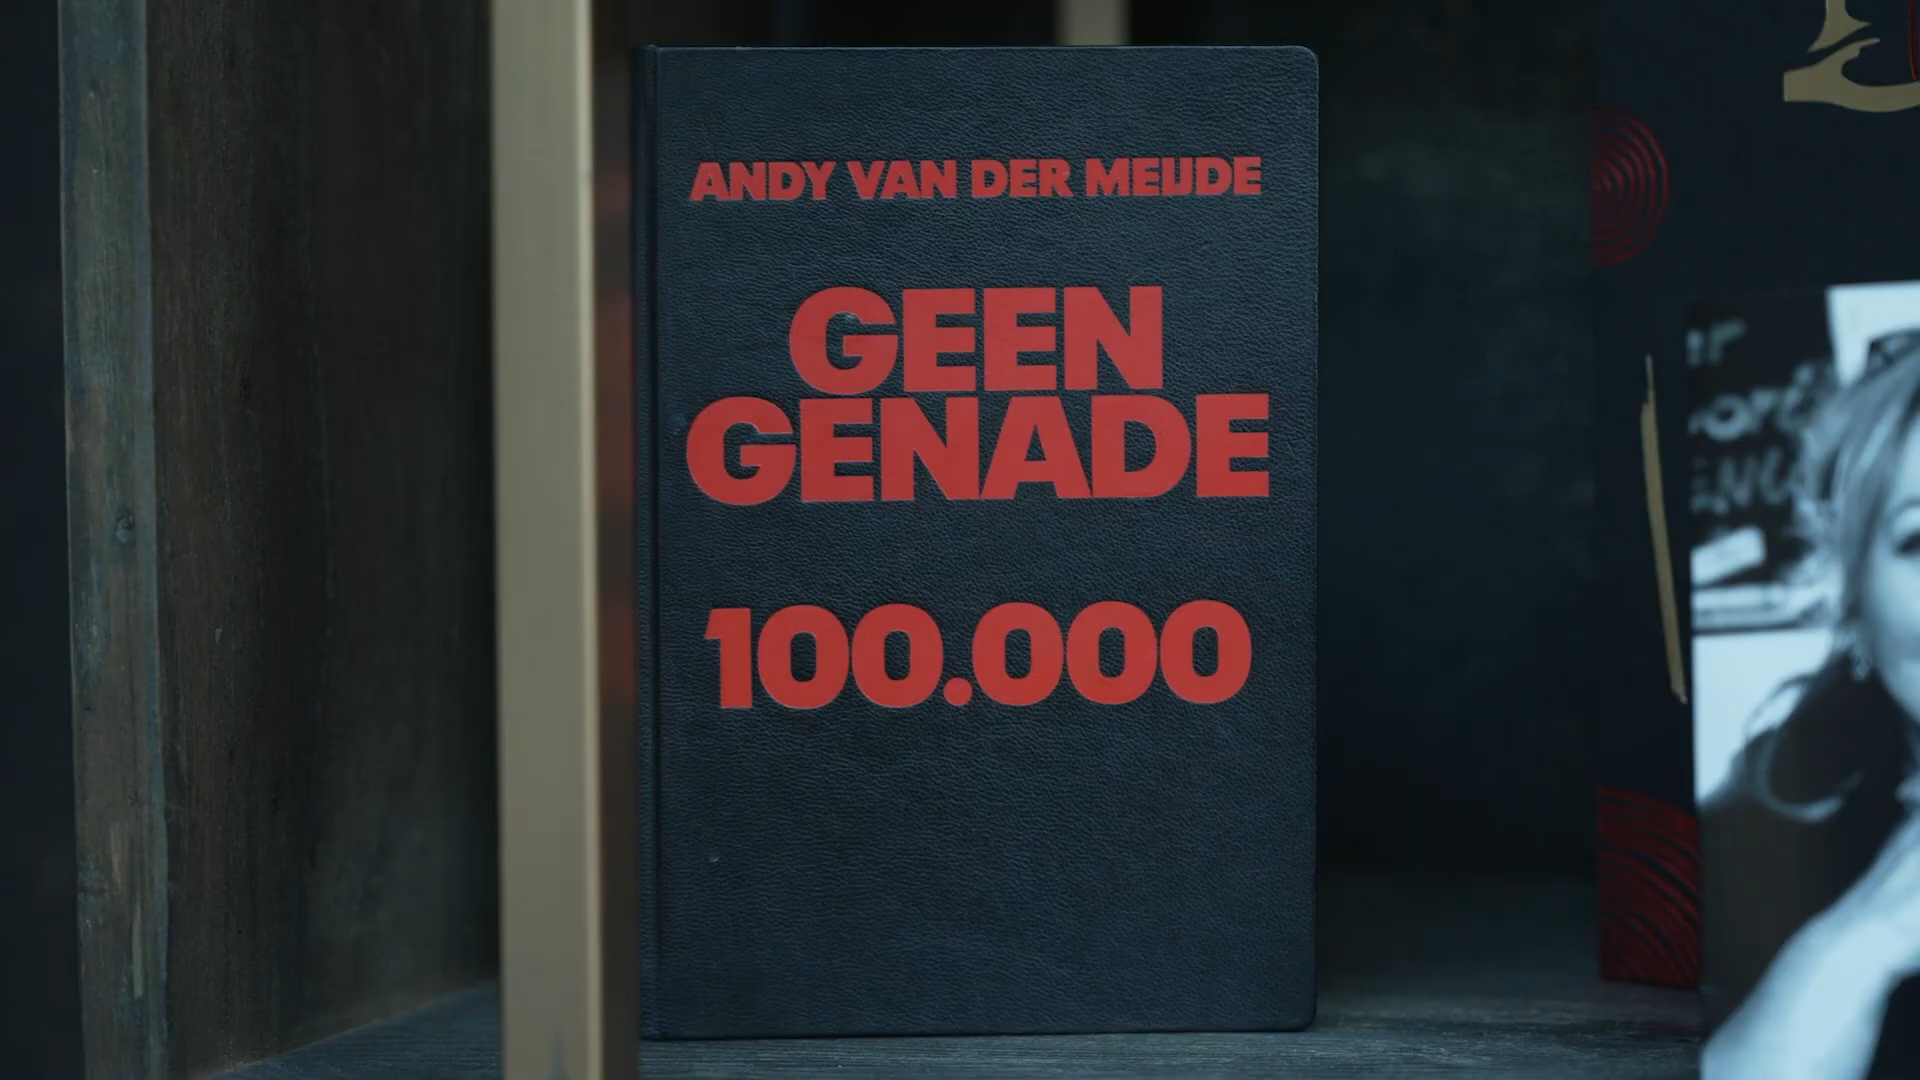 ANDY VAN DER MEIJDE
GEEN
GENADE
100.000